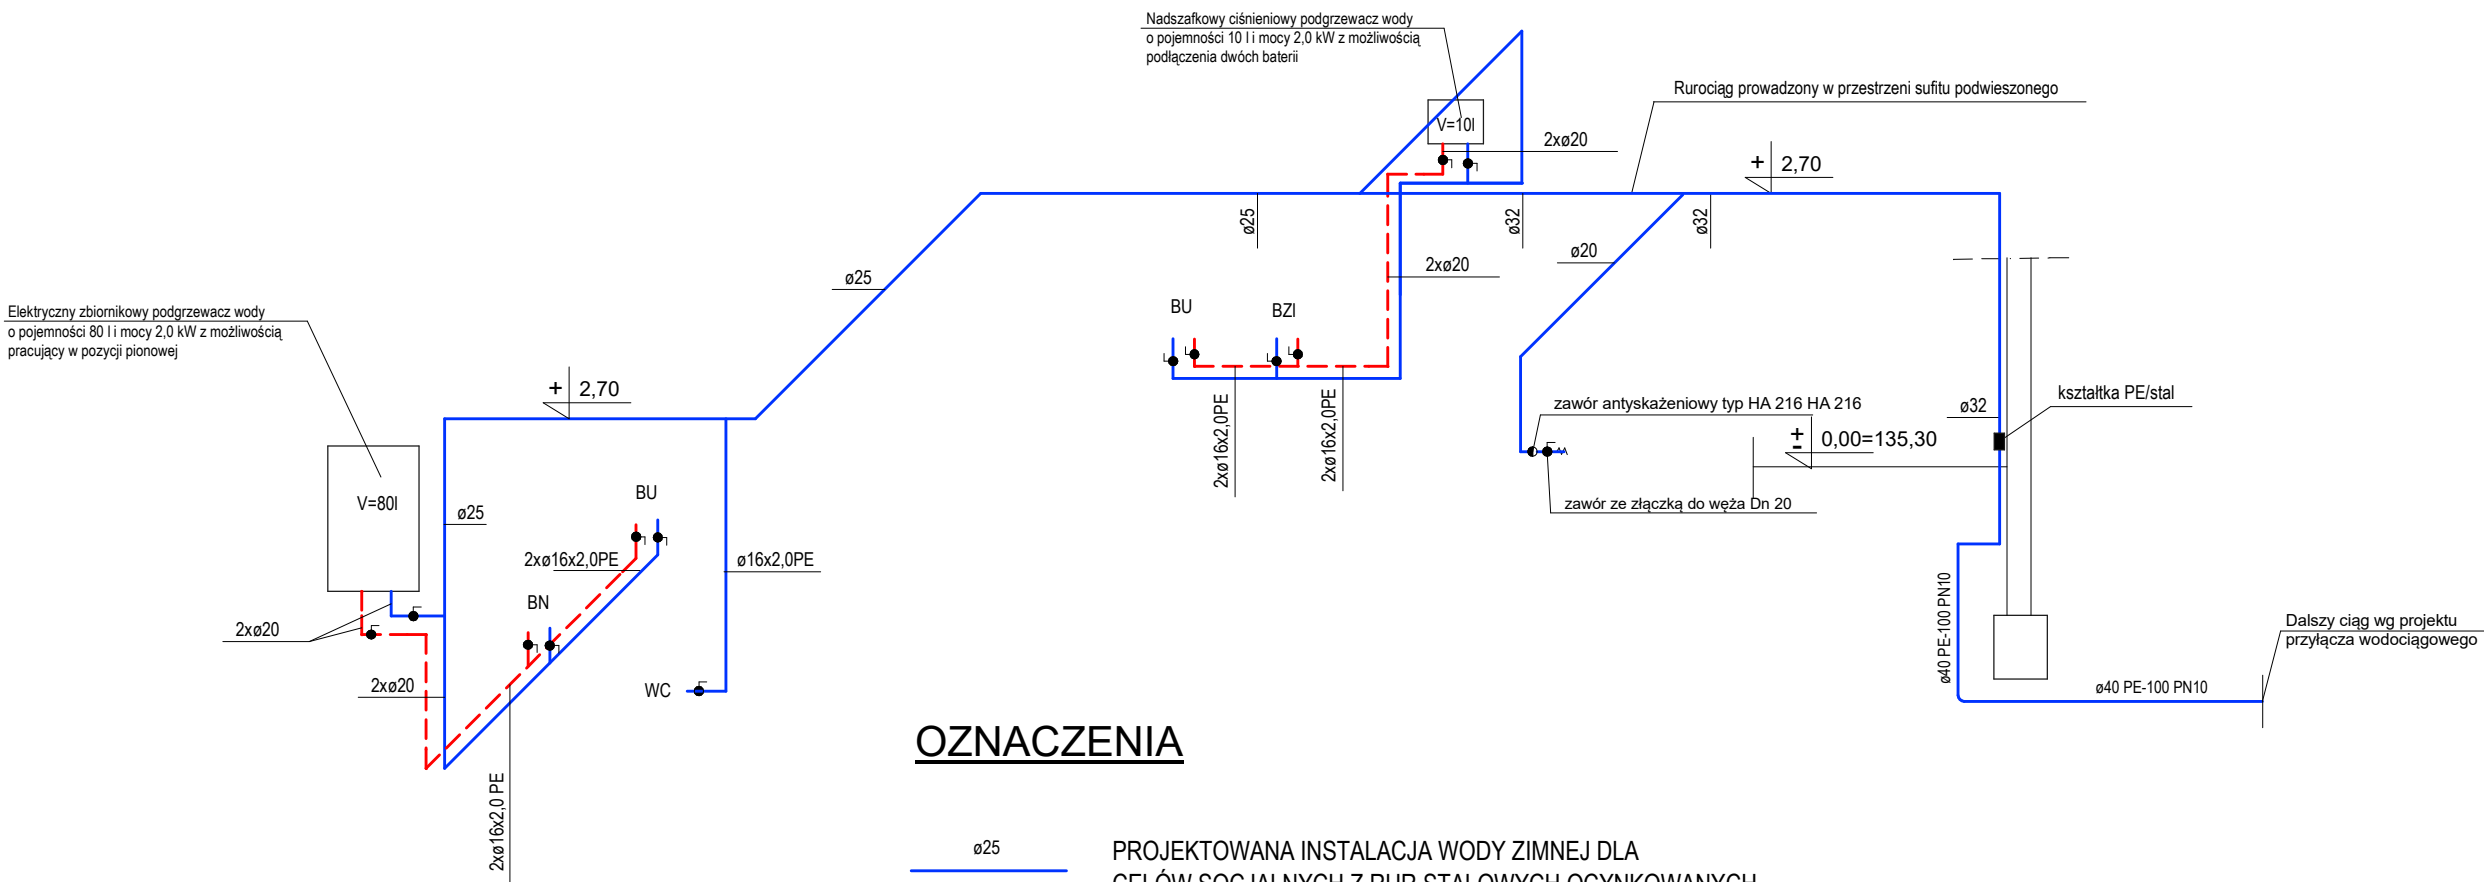 Nadszafkowy ciśnieniowy podgrzewacz wody
o pojemności 10 l i mocy 2,0 kW z możliwością
podłączenia dwóch baterii
V=10l
2xø20
Rurociąg prowadzony w przestrzeni sufitu podwieszonego
+ 2,70
ø25
ø32
ø32
ø20
2xø20
ø25
BU
BZI
Elektryczny zbiornikowy podgrzewacz wody
o pojemności 80 l i mocy 2,0 kW z możliwością
pracujący w pozycji pionowej
+ 2,70
2xø16x2,0PE
2xø16x2,0PE
zawór antyskażeniowy typ HA 216 HA 216
ø32
kształtka PE/stal
± 0,00=135,30
zawór ze złączką do węża Dn 20
V=80l
ø25
BU
2xø16x2,0PE
ø16x2,0PE
BN
2xø20
2xø20
WC
2xø16x2,0 PE
ø40 PE-100 PN10
Dalszy ciąg wg projektu
przyłącza wodociągowego
ø40 PE-100 PN10
OZNACZENIA
ø25
PROJEKTOWANA INSTALACJA WODY ZIMNEJ DLA
CELÓW SOCJALNYCH Z RUR STALOWYCH OCYNKOWANYCH